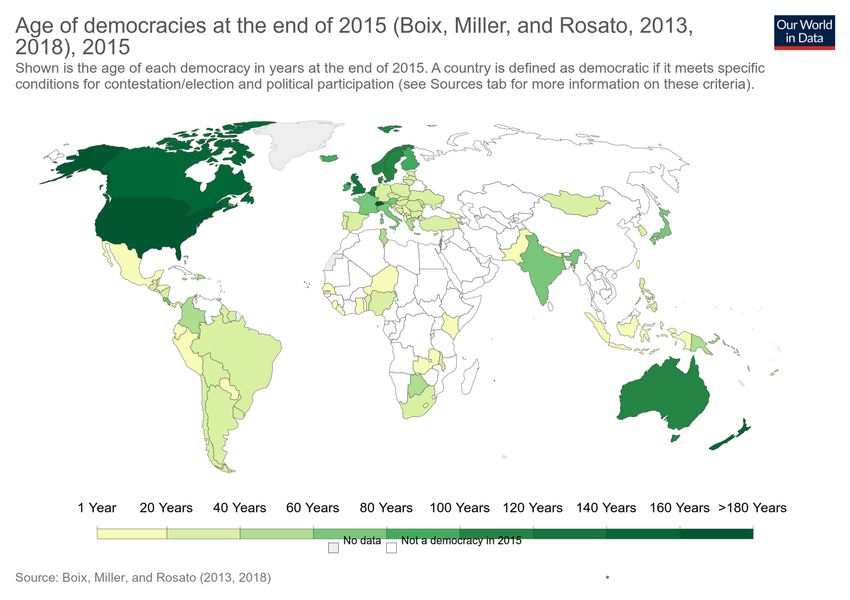 Age of democracies at the end of 2015 (Boix, Miller, and Rosato, 2013,
2018), 2015
Our World
in Data
Shown is the age of each democracy in years at the end of 2015. A country is defined as democratic if it meets specific
conditions for contestation/election and political participation (see Sources tab for more information on these criteria).
1 Year 20 Years 40 Years 60 Years 80 Years 100 Years 120 Years 140 Years 160 Years >180 Years
No data Not a democracy in 2015
Source: Boix, Miller, and Rosato (2013, 2018) •